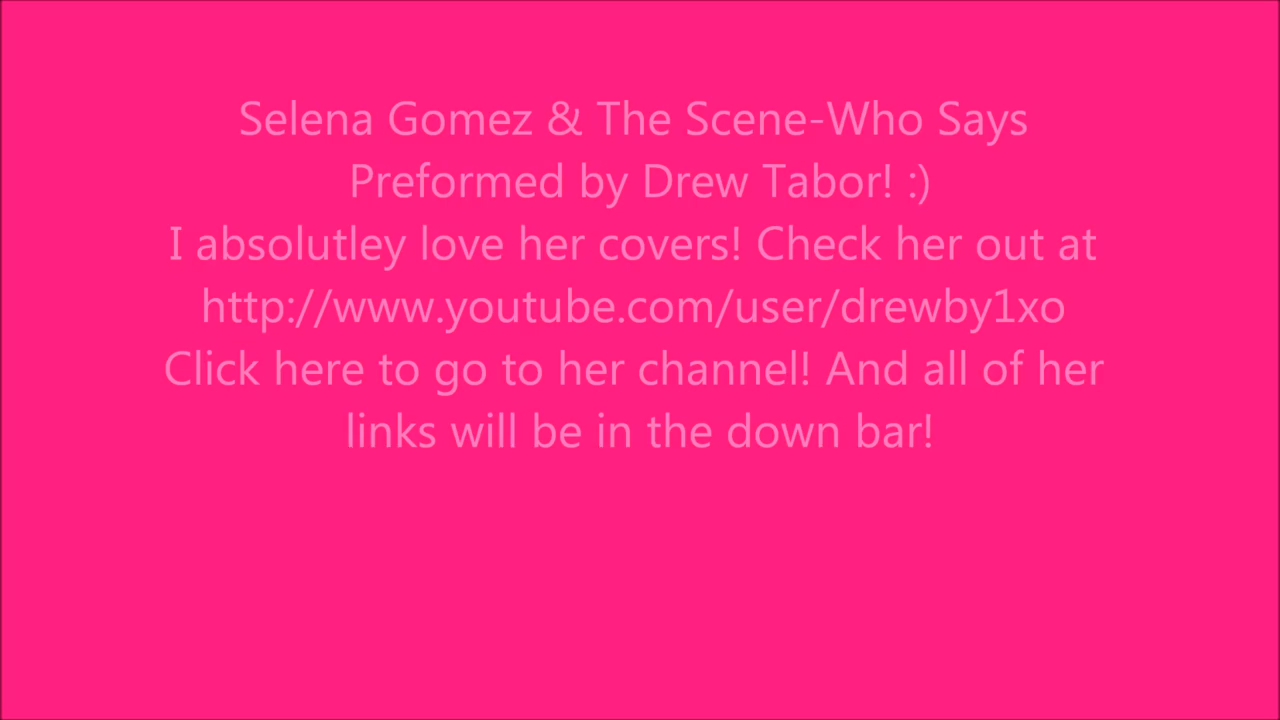 Selena Gomez & The Scene-Who Says
Preformed by Drew Tabor! :)
I absolutley love her covers! Check her out at
http://www.youtube.com/user/drewby1xo
Click here to go to her channel! And all of her
links will be in the down bar!